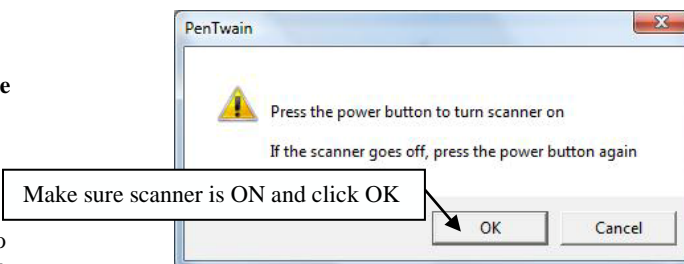 PenTwain
e
Press the power button to turn scanner on
If the scanner goes off, press the power button again
Make sure scanner is ON and click OK
OK
Cancel
o